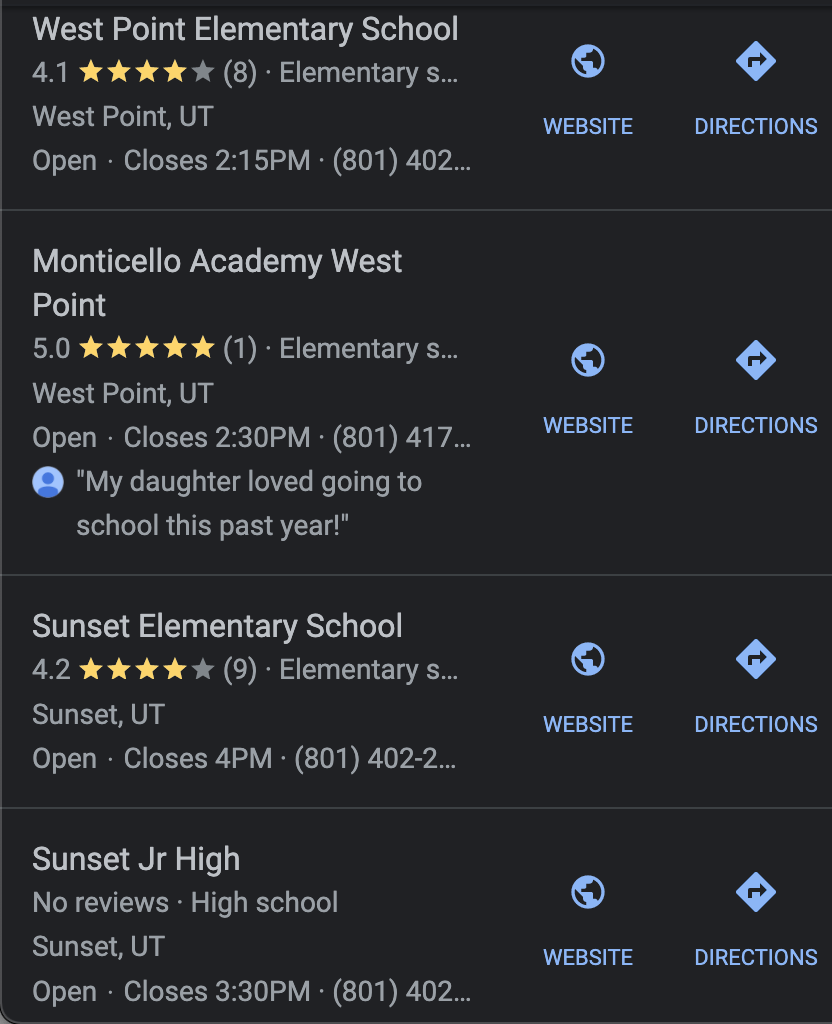 West Point Elementary School
4.1 (8) · Elementary s...
West Point, UT
Open · Closes 2:15PM · (801) 402...
WEBSITE
DIRECTIONS
Monticello Academy West
Point
5.0 (1) · Elementary s...
West Point, UT
Open · Closes 2:30PM · (801) 417...
"My daughter loved going to
school this past year!"
WEBSITE
DIRECTIONS
Sunset Elementary School
4.2 (9) · Elementary s...
Sunset, UT
Open · Closes 4PM · (801) 402-2...
WEBSITE
DIRECTIONS
Sunset Jr High
No reviews · High school
Sunset, UT
Open · Closes 3:30PM · (801) 402...
WEBSITE
DIRECTIONS